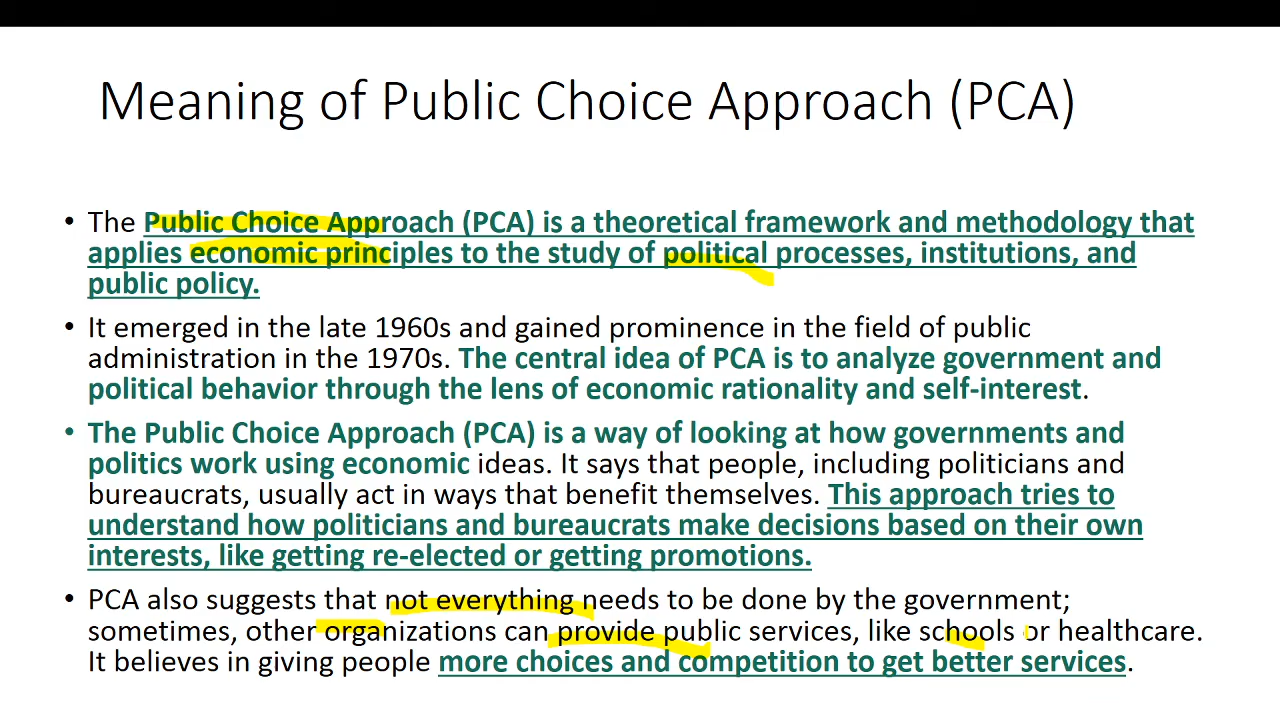 Meaning of Public Choice Approach (PCA)
• The Public Choice Approach (PCA) is a theoretical framework and methodology that
applies economic principles to the study of political processes, institutions, and
public policy.
• It emerged in the late 1960s and gained prominence in the field of public
administration in the 1970s. The central idea of PCA is to analyze government and
political behavior through the lens of economic rationality and self-interest.
• The Public Choice Approach (PCA) is a way of looking at how governments and
politics work using economic ideas. It says that people, including politicians and
bureaucrats, usually act in ways that benefit themselves. This approach tries to
understand how politicians and bureaucrats make decisions based on their own
interests, like getting re-elected or getting promotions.
• PCA also suggests that not everything needs to be done by the government;
sometimes, other organizations can provide public services, like schools or healthcare.
It believes in giving people more choices and competition to get better services.